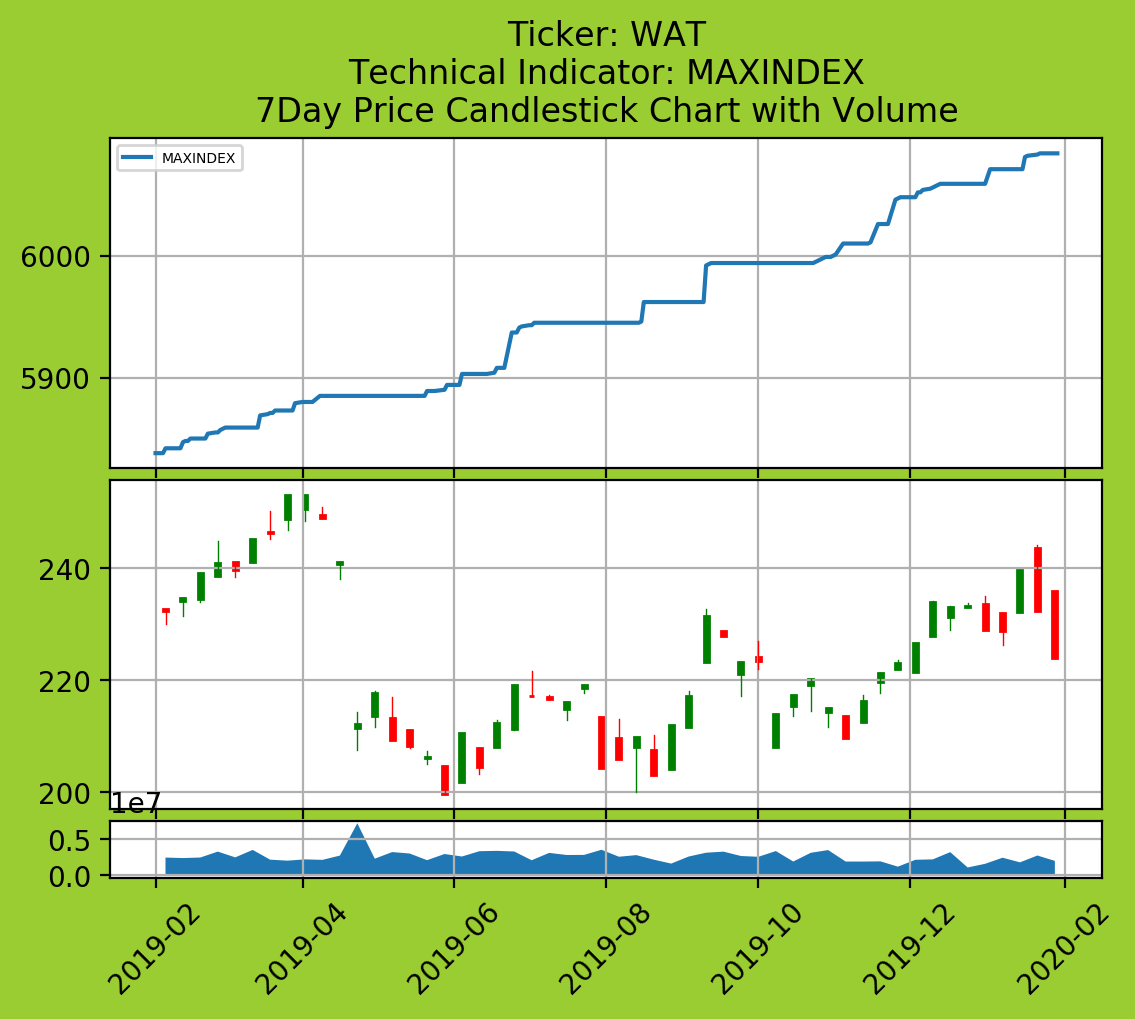 Ticker: WAT
Technical Indicator: MAXINDEX
7Day Price Candlestick Chart with Volume
MAXINDEX
6000
5900
240
220
200
1e7
0.5
0.0
2019-02
2019-04
2019-06
2019-08
2019-10
2019-12
2020-02